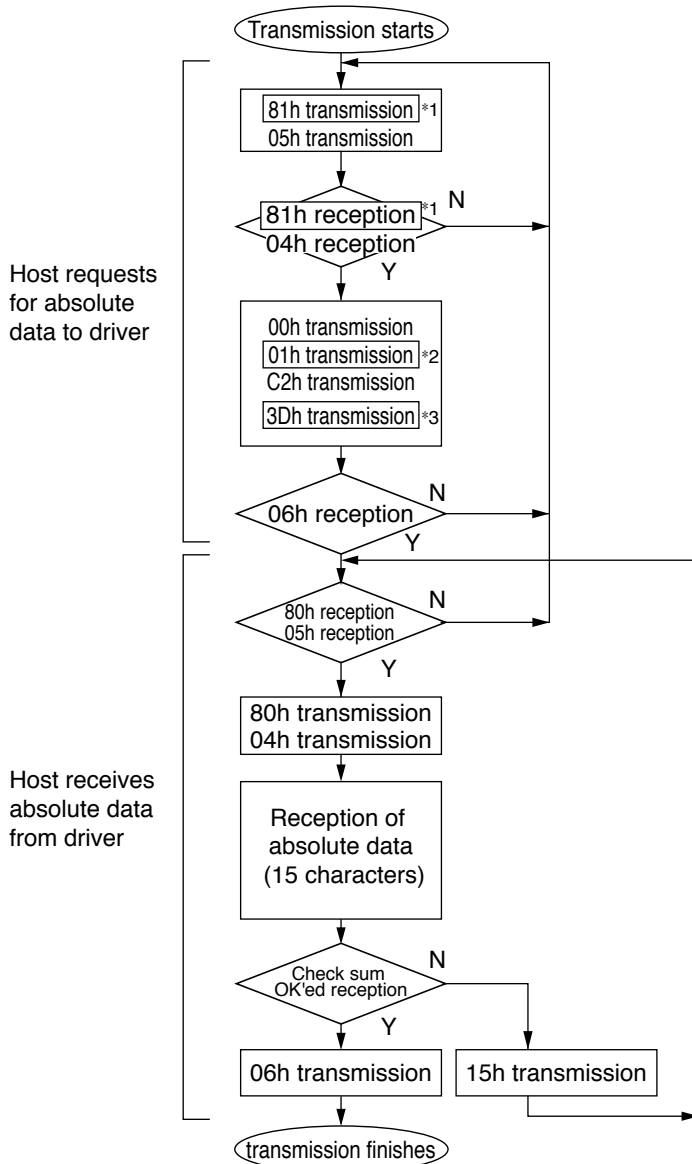 Transmission starts
81h transmission *1
05h transmission
81h reception *1
N
04h reception
Y
Host requests
for absolute
data to driver
00h transmission
01h transmission *2
C2h transmission
3Dh transmission *3
N
06h reception
Y
80h reception
05h reception
N
Y
80h transmission
04h transmission
Host receives
absolute data
from driver
Reception of
absolute data
(15 characters)
N
Check sum
OK'ed reception
Y
06h transmission
15h transmission
transmission finishes